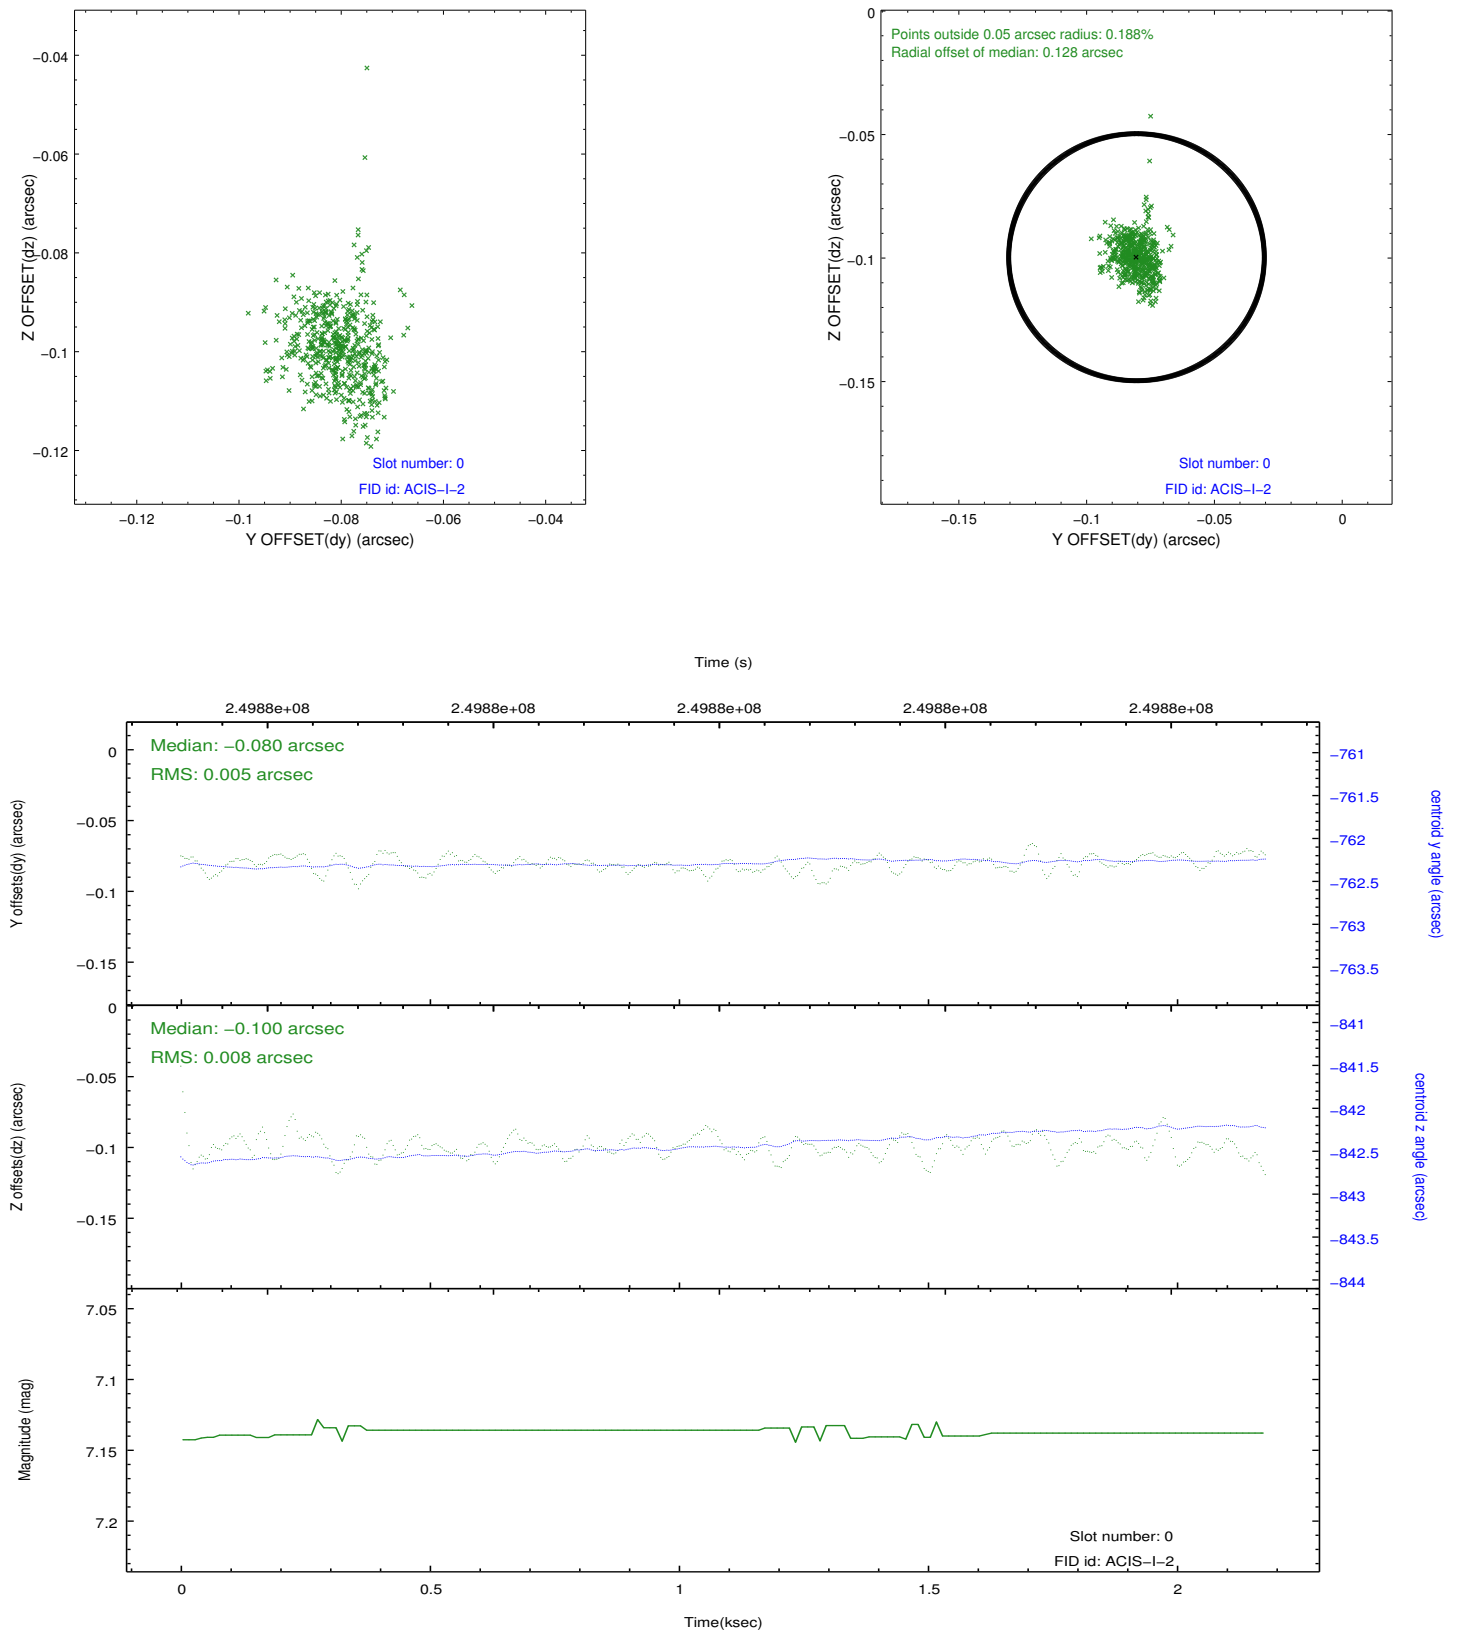 −0.04
−0.06
−0.08
−0.1
−0.12
Z OFFSET(dz) (arcsec)
Slot number: 0
FID id: ACIS−I−2
−0.12
−0.1
−0.08
−0.06
−0.04
Y OFFSET(dy) (arcsec)
Points outside 0.05 arcsec radius: 0.188%
Radial offset of median: 0.128 arcsec
0
−0.05
−0.1
−0.15
Z OFFSET(dz) (arcsec)
Slot number: 0
FID id: ACIS−I−2
−0.15
−0.1
−0.05
0
Y OFFSET(dy) (arcsec)
Time (s)
2.4988e+08
2.4988e+08
2.4988e+08
2.4988e+08
2.4988e+08
Median: −0.080 arcsec
RMS: 0.005 arcsec
0
−0.05
−0.1
−0.15
Y offsets(dy) (arcsec)
−761
−761.5
−762
−762.5
−763
−763.5
centroid y angle (arcsec)
Median: −0.100 arcsec
RMS: 0.008 arcsec
0
−0.05
−0.1
−0.15
Z offsets(dz) (arcsec)
−841
−841.5
−842
−842.5
−843
−843.5
−844
centroid z angle (arcsec)
7.05
7.1
7.15
7.2
Magnitude (mag)
Slot number: 0
FID id: ACIS−I−2
0
0.5
1
1.5
2
Time(ksec)